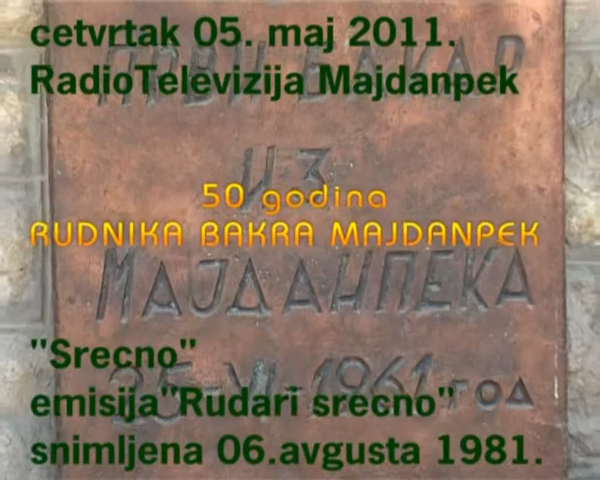 cetvrtak 05. maj 2011.
RadioTelevizija Majdanpek
ПРВИ БАКАР
ИЗ
50 godina
RUDNIKA BAKRA MAJDANPEK
МАЈДАНПЕКА
"Srecno"
25-VI-1961 год
emisija"Rudari srecno"
snimljena 06.avgusta 1981.